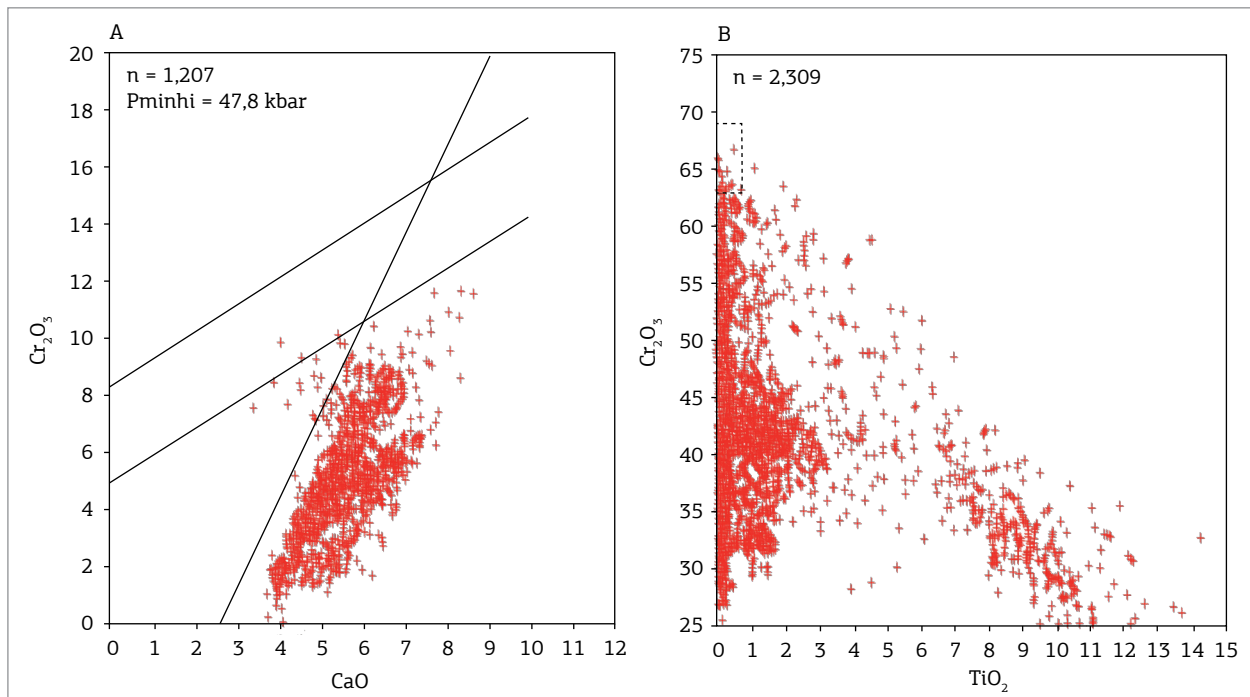 A
n = 1,207
Pminhi = 47,8 kbar
Cr₂O₃
20
18
16
14
12
10
8
6
4
2
0
0 1 2 3 4 5 6 7 8 9 10 11 12
CaO
B
n = 2,309
Cr₂O₃
75
70
65
60
55
50
45
40
35
30
25
0 1 2 3 4 5 6 7 8 9 10 11 12 13 14 15
TiO₂